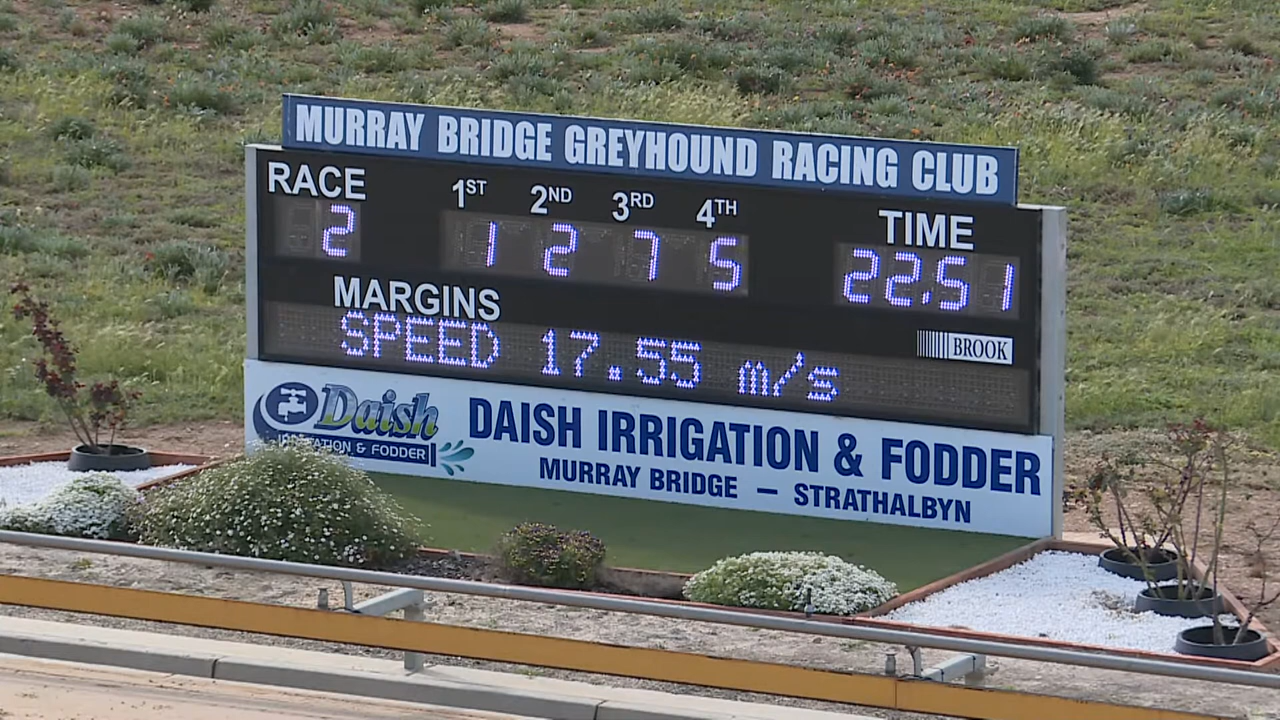 MURRAY BRIDGE GREYHOUND RACING CLUB
RACE 1ST 2ND 3RD 4TH TIME
2 1 2 7 5 22.51
MARGINS
SPEED 17.55 m/s
BROOK
Daish
IRRIGATION & FODDER
DAISH IRRIGATION & FODDER
MURRAY BRIDGE – STRATHALBYN